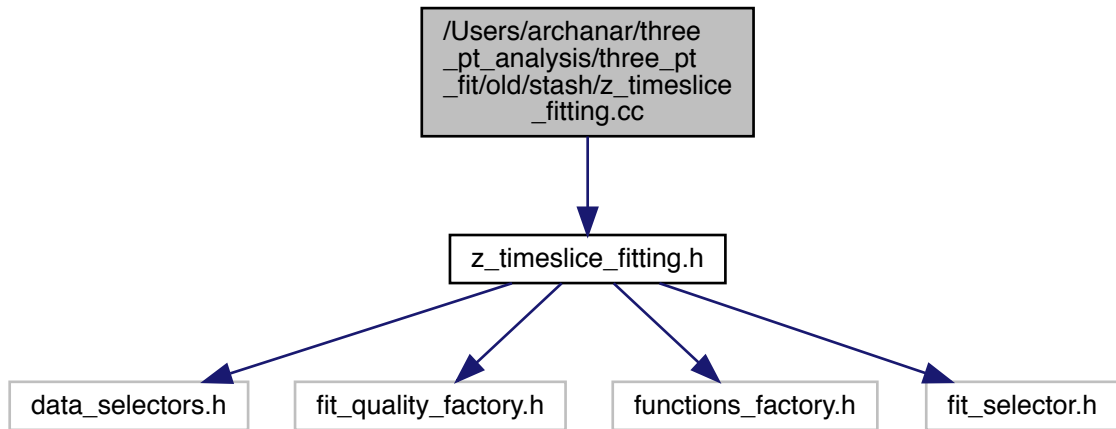 /Users/archanar/three
_pt_analysis/three_pt
_fit/old/stash/z_timeslice
_fitting.cc
z_timeslice_fitting.h
data_selectors.h
fit_quality_factory.h
functions_factory.h
fit_selector.h